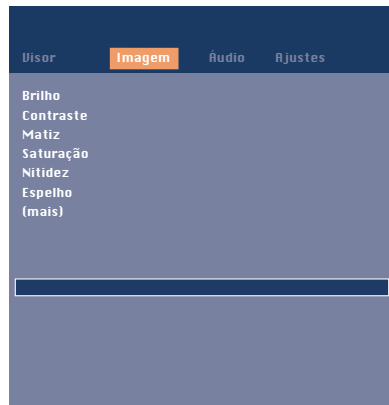 Visor Imagem Áudio Ajustes
Brilho
Contraste
Matiz
Saturação
Nitidez
Espelho
(mais)